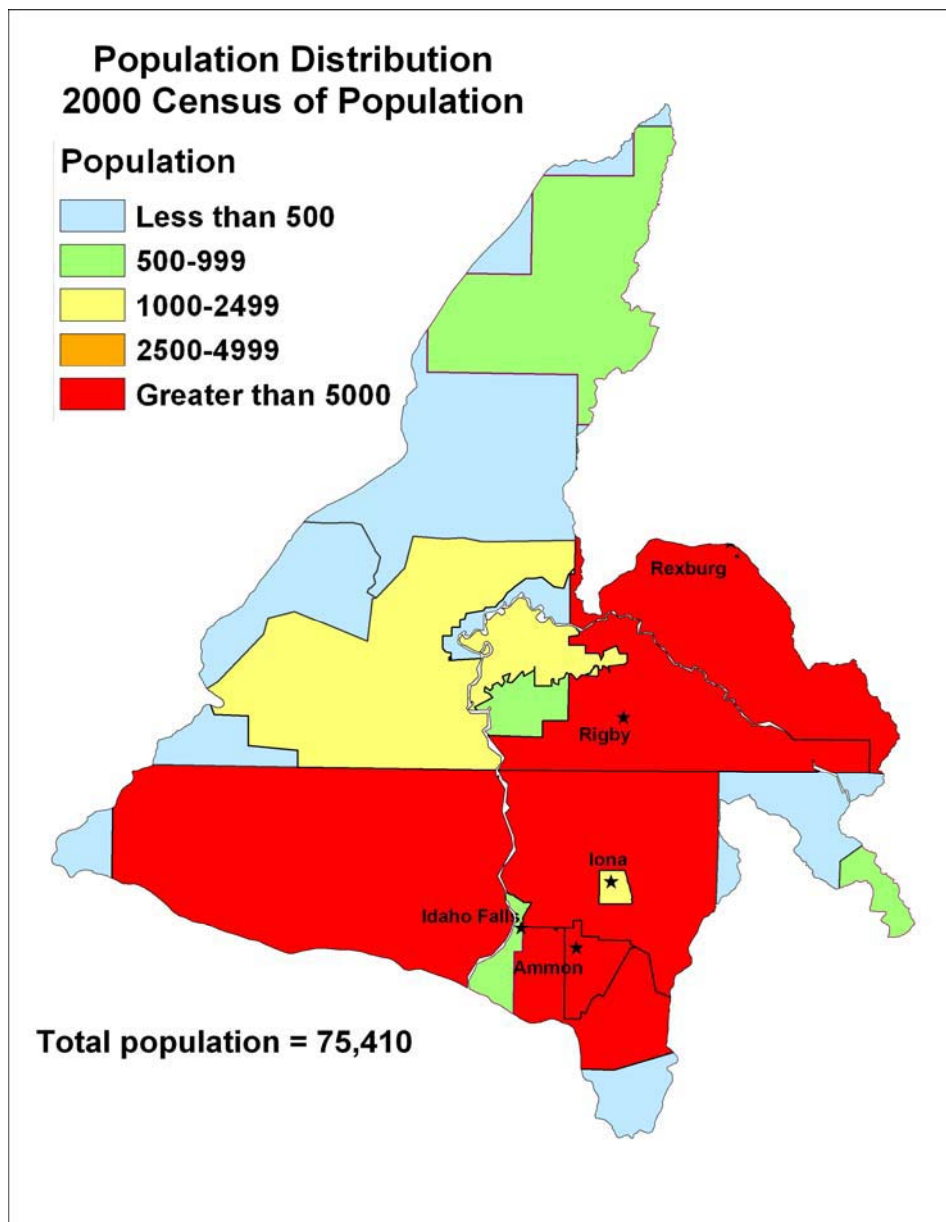 Population Distribution
2000 Census of Population
Population
Less than 500
500-999
1000-2499
2500-4999
Greater than 5000
Rexburg
Rigby
Iona
Idaho Falls
Ammon
Total population = 75,410